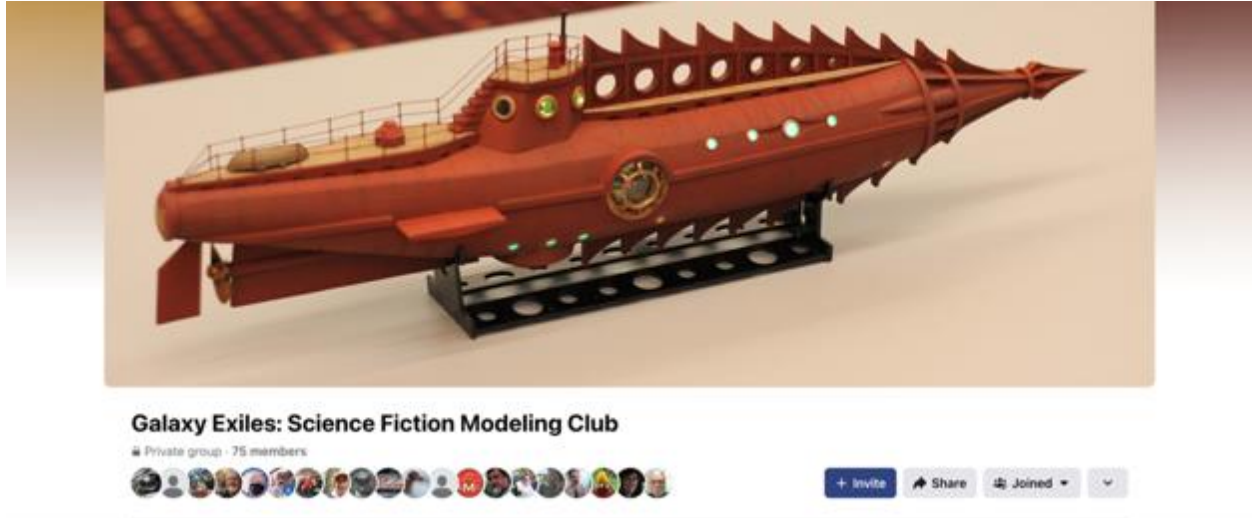 Galaxy Exiles: Science Fiction Modeling Club
Private group · 75 members
+ Invite Share Joined